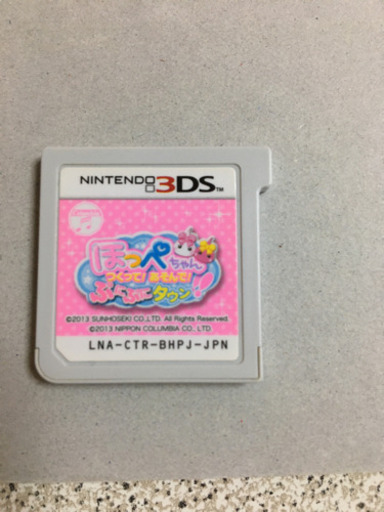 NINTENDO 3DS™
ほっぺちゃん
つくって!あそんで!
ぷにぷにタウン!
©2013 SUNHOSEKI CO.,LTD. All Rights Reserved.
©2013 NIPPON COLUMBIA CO., LTD.
LNA-CTR-BHPJ-JPN